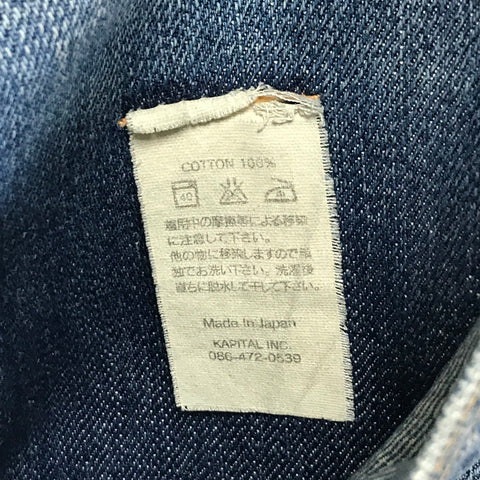 COTTON 100%
40
着用中の摩擦等による移染
に注意して下さい。
他の物に移染しますので単
独でお洗い下さい。洗濯後
直ちに脱水して干して下さい。
Made In Japan
KAPITAL INC.
086-472-0639